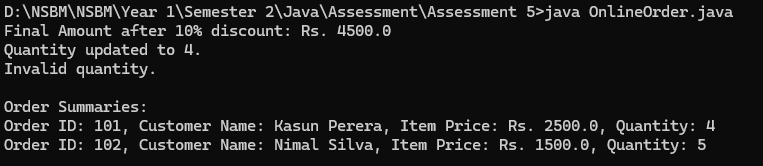 D:\NSBM\NSBM\Year 1\Semester 2\Java\Assessment\Assessment 5>java OnlineOrder.java
Final Amount after 10% discount: Rs. 4500.0
Quantity updated to 4.
Invalid quantity.
Order Summaries:
Order ID: 101, Customer Name: Kasun Perera, Item Price: Rs. 2500.0, Quantity: 4
Order ID: 102, Customer Name: Nimal Silva, Item Price: Rs. 1500.0, Quantity: 5